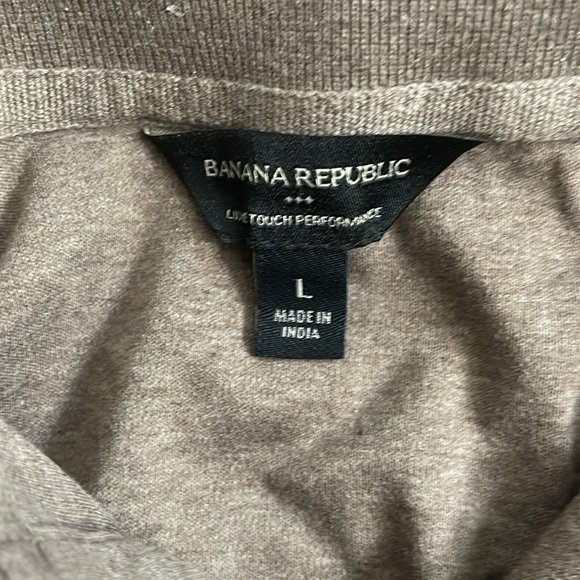 BANANA REPUBLIC
LUXETOUCH PERFORMANCE
L
MADE IN
INDIA